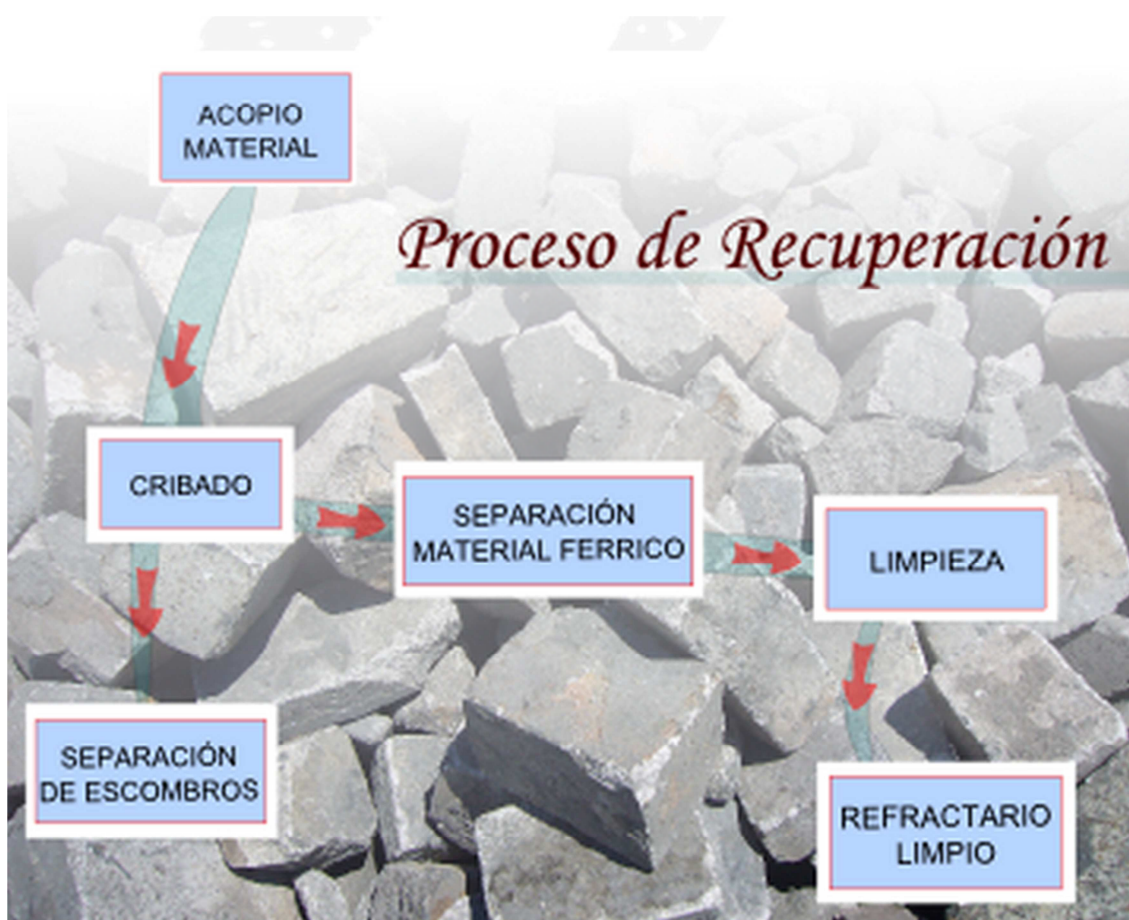 ACOPIO
MATERIAL
Proceso de Recuperación
CRIBADO
SEPARACIÓN
MATERIAL FERRICO
LIMPIEZA
SEPARACIÓN
DE ESCOMBROS
REFRACTARIO
LIMPIO